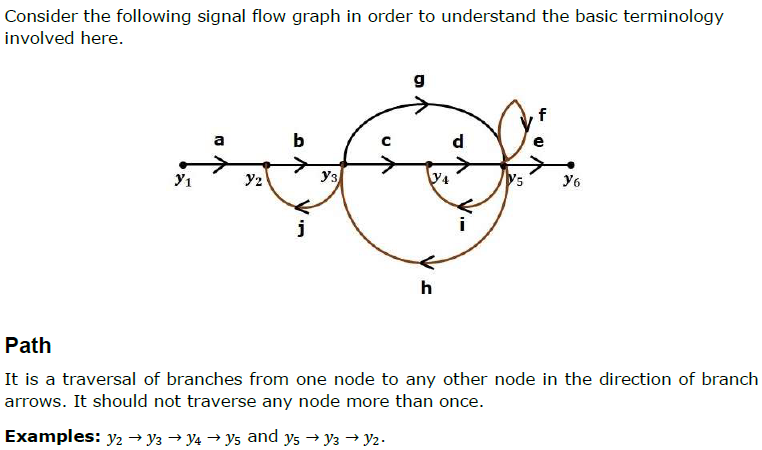 Consider the following signal flow graph in order to understand the basic terminology
involved here.
g
f
a b c d e
y₁ y₂ y₃ y₄ y₅ y₆
j i
h
Path
It is a traversal of branches from one node to any other node in the direction of branch
arrows. It should not traverse any node more than once.
Examples: y₂ → y₃ → y₄ → y₅ and y₅ → y₃ → y₂.